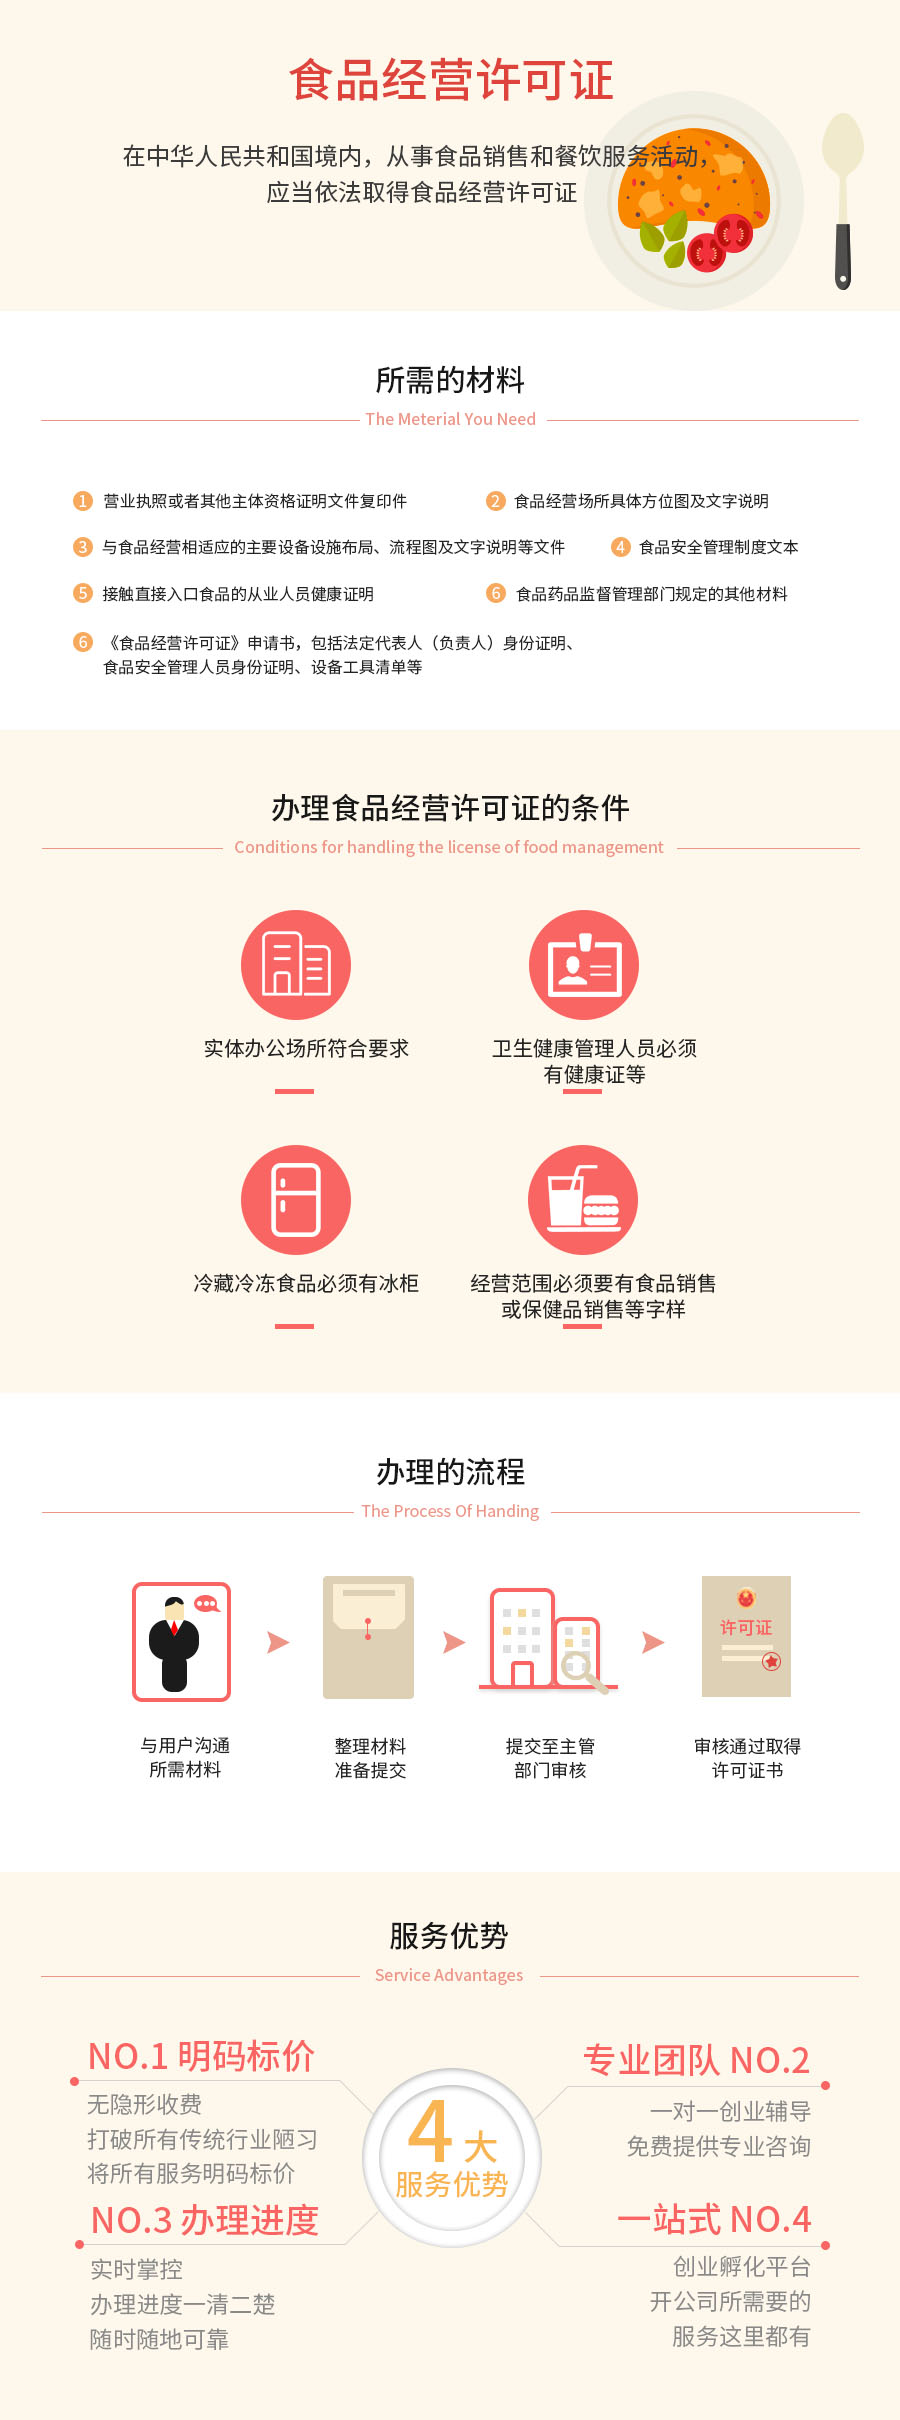 食品经营许可证
在中华人民共和国境内，从事食品销售和餐饮服务活动，
应当依法取得食品经营许可证
所需的材料
The Meterial You Need
1 营业执照或者其他主体资格证明文件复印件
2 食品经营场所具体方位图及文字说明
3 与食品经营相适应的主要设备设施布局、流程图及文字说明等文件
4 食品安全管理制度文本
5 接触直接入口食品的从业人员健康证明
6 食品药品监督管理部门规定的其他材料
6 《食品经营许可证》申请书，包括法定代表人（负责人）身份证明、
食品安全管理人员身份证明、设备工具清单等
办理食品经营许可证的条件
Conditions for handling the license of food management
实体办公场所符合要求
卫生健康管理人员必须
有健康证等
冷藏冷冻食品必须有冰柜
经营范围必须要有食品销售
或保健品销售等字样
办理的流程
The Process Of Handing
许可证
与用户沟通
所需材料
整理材料
准备提交
提交至主管
部门审核
审核通过取得
许可证书
服务优势
Service Advantages
NO.1 明码标价
无隐形收费
打破所有传统行业陋习
将所有服务明码标价
专业团队 NO.2
一对一创业辅导
免费提供专业咨询
4 大
服务优势
NO.3 办理进度
实时掌控
办理进度一清二楚
随时随地可靠
一站式 NO.4
创业孵化平台
开公司所需要的
服务这里都有